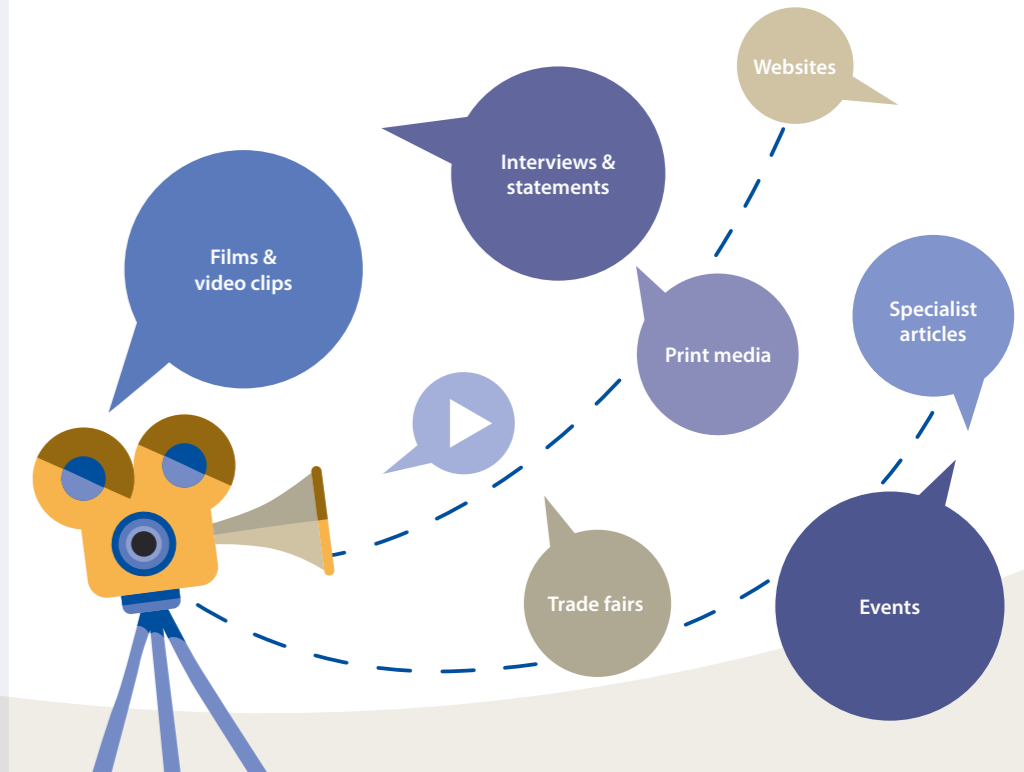 Websites
Interviews &
statements
Films &
video clips
Specialist
articles
Print media
Trade fairs
Events